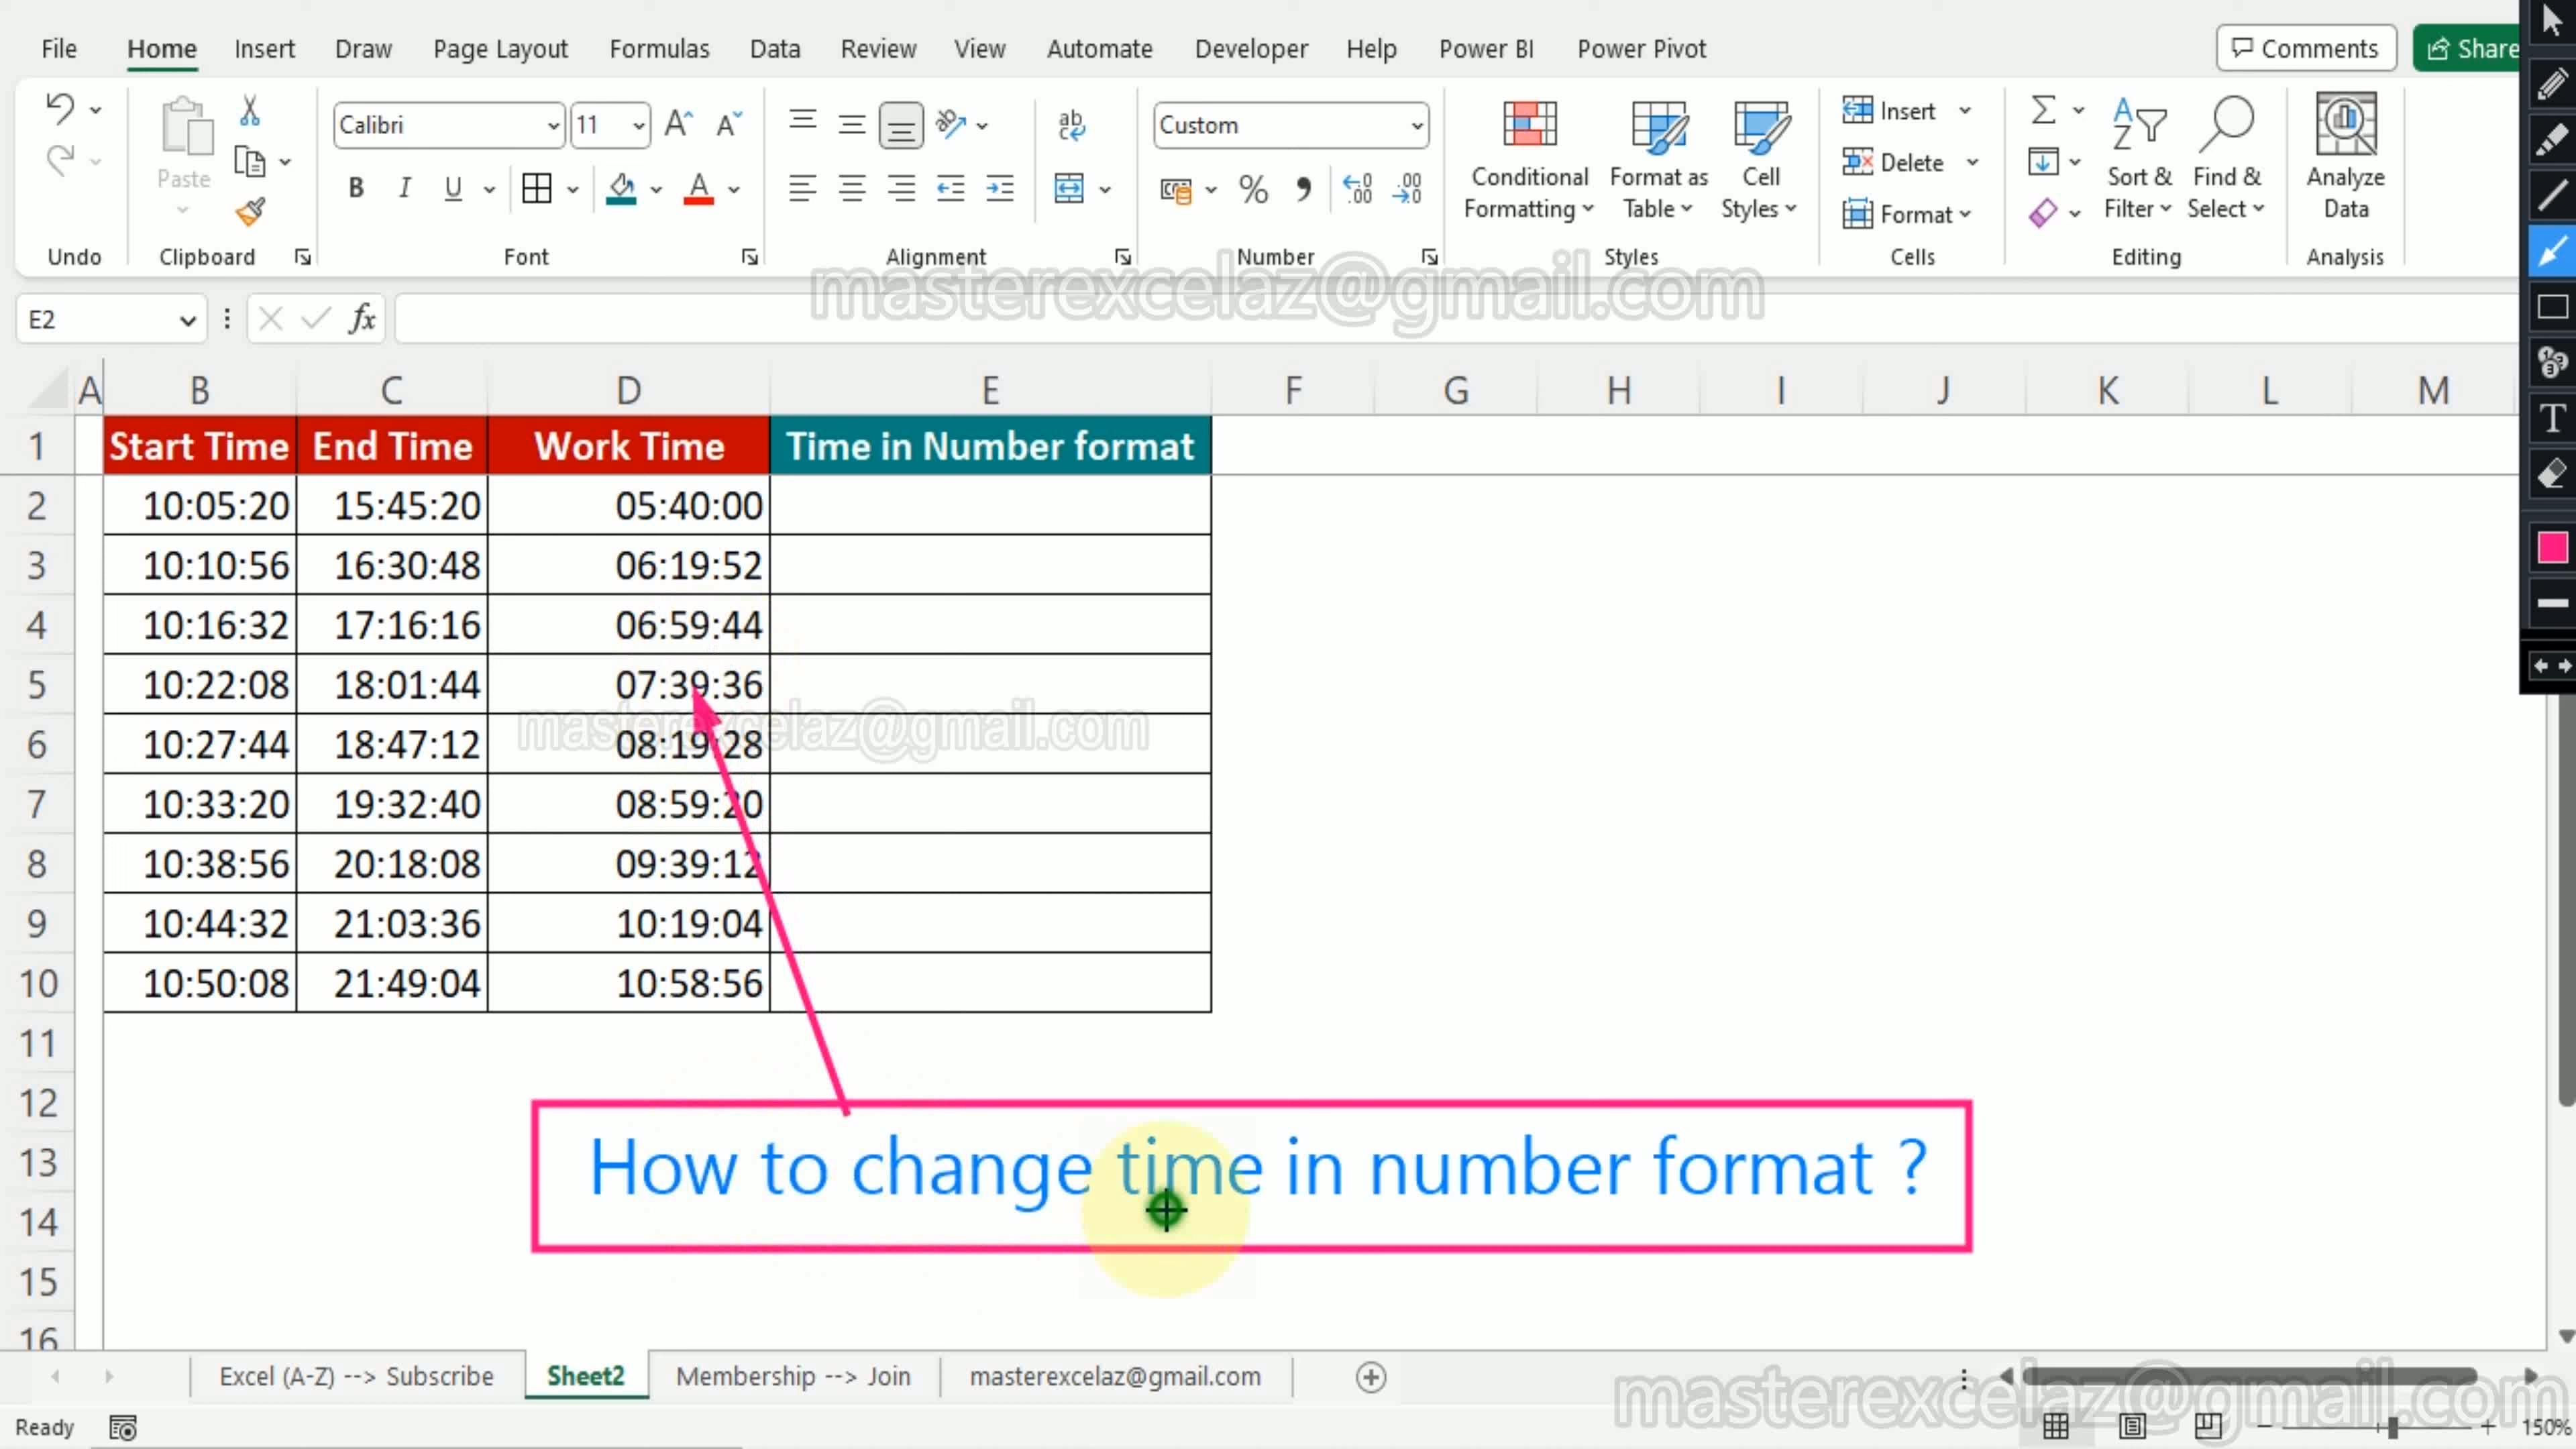 File Home Insert Draw Page Layout Formulas Data Review View Automate Developer Help Power BI Power Pivot Comments Share
Calibri 11 A A ab Custom Insert Σ A
Paste c Delete Z
B I U A % Conditional Format as Cell Format Sort & Find & Analyze
Formatting Table Styles Filter Select Data
Undo Clipboard Font Alignment Number Styles Cells Editing Analysis
masterexcelaz@gmail.com
E2 fx
A B C D E F G H I J K L M
1 Start Time End Time Work Time Time in Number format
2 10:05:20 15:45:20 05:40:00
3 10:10:56 16:30:48 06:19:52
4 10:16:32 17:16:16 06:59:44
5 10:22:08 18:01:44 07:39:36
masterexcelaz@gmail.com
6 10:27:44 18:47:12 08:19:28
7 10:33:20 19:32:40 08:59:20
8 10:38:56 20:18:08 09:39:12
9 10:44:32 21:03:36 10:19:04
10 10:50:08 21:49:04 10:58:56
11
12
13 How to change time in number format ?
14
15
16
Excel (A-Z) --> Subscribe Sheet2 Membership --> Join masterexcelaz@gmail.com
masterexcelaz@gmail.com
Ready 150%